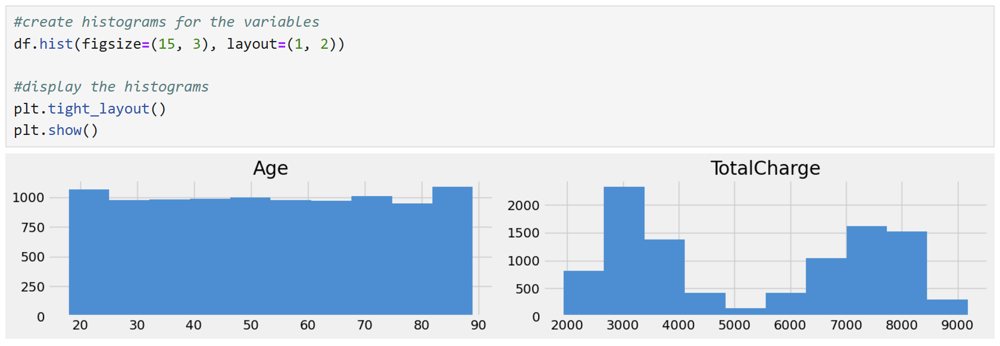 #create histograms for the variables
df.hist(figsize=(15, 3), layout=(1, 2))
#display the histograms
plt.tight_layout()
plt.show()
Age
1000
750
500
250
0
20 30 40 50 60 70 80 90
TotalCharge
2000
1500
1000
500
0
2000 3000 4000 5000 6000 7000 8000 9000